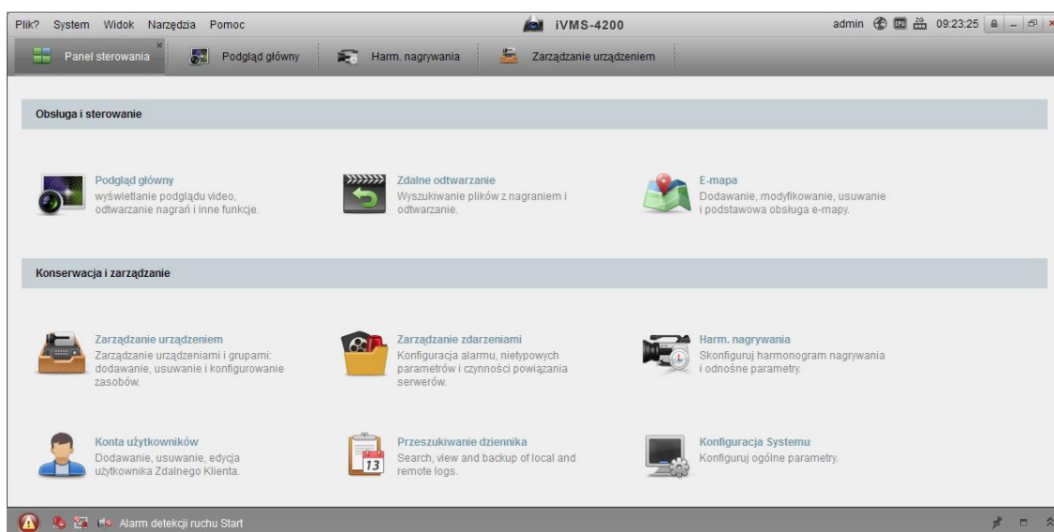 Plik? System Widok Narzędzia Pomoc iVMS-4200 admin 09:23:25
Panel sterowania Podgląd główny Harm. nagrywania Zarządzanie urządzeniem
Obsługa i sterowanie
Podgląd główny
wyświetlanie podglądu video,
odtwarzanie nagrań i inne funkcje.
Zdalne odtwarzanie
Wyszukiwanie plików z nagraniem i
odtwarzanie.
E-mapa
Dodawanie, modyfikowanie, usuwanie
i podstawowa obsługa e-mapy.
Konserwacja i zarządzanie
Zarządzanie urządzeniem
Zarządzanie urządzeniami i grupami:
dodawanie, usuwanie i konfigurowanie
zasobów.
Zarządzanie zdarzeniami
Konfiguracja alarmu, nietypowych
parametrów i czynności powiązania
serwerów.
Harm. nagrywania
Skonfiguruj harmonogram nagrywania
i odnośne parametry.
Konta użytkowników
Dodawanie, usuwanie, edycja
użytkownika Zdalnego Klienta.
13
Przeszukiwanie dziennika
Search, view and backup of local and
remote logs.
Konfiguracja Systemu
Konfiguruj ogólne parametry.
Alarm detekcji ruchu Start